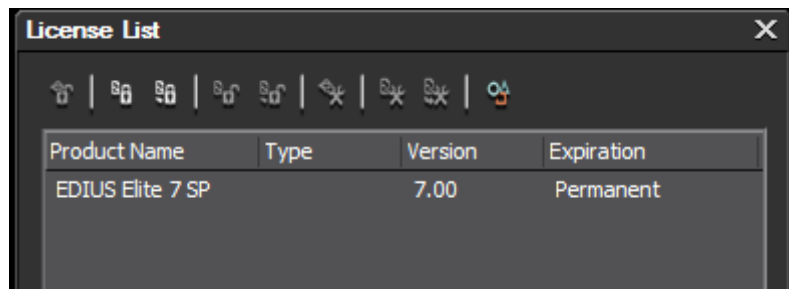 License List
Product Name Type Version Expiration
EDIUS Elite 7 SP 7.00 Permanent